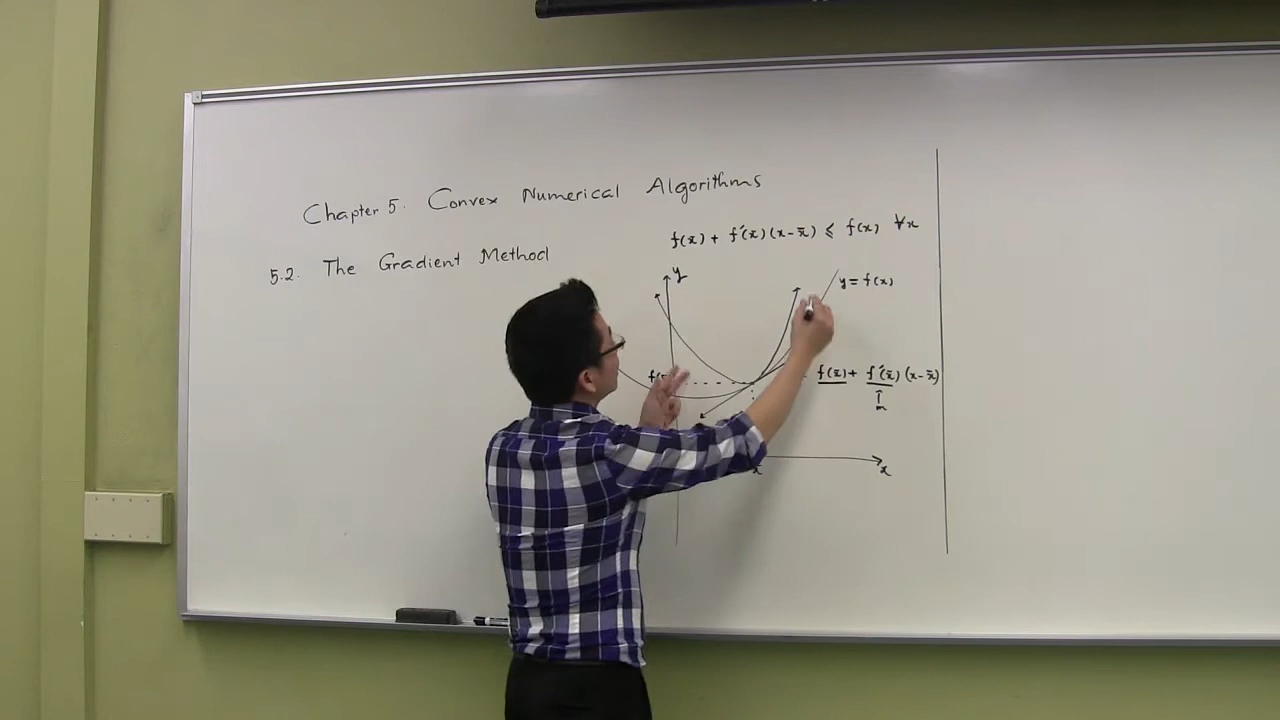 Chapter 5. Convex Numerical Algorithms
5.2. The Gradient Method
f(x̄) + f'(x̄)(x-x̄) ⩽ f(x) ∀x
y
y = f(x)
f(x̄) + f'(x̄)(x-x̄)
m
x̄
x